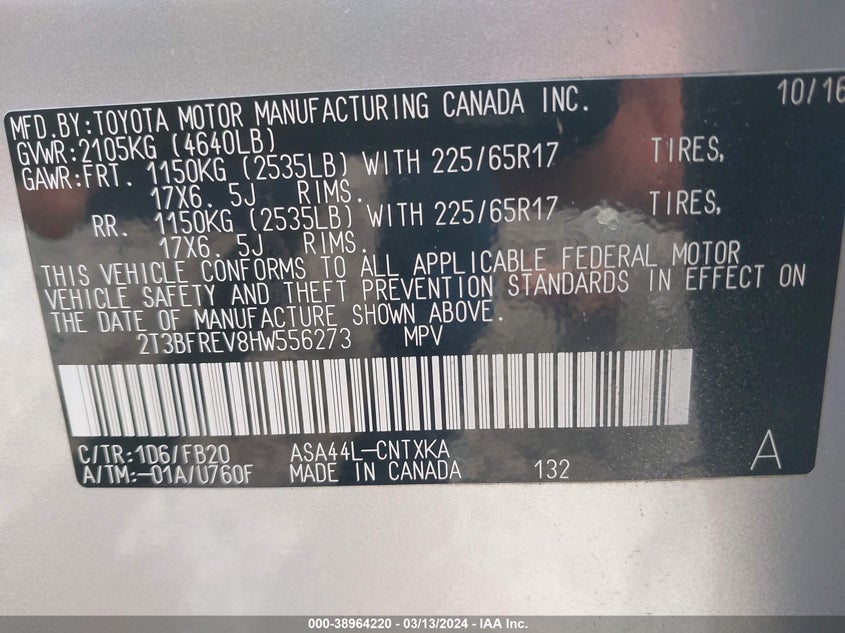 MFD.BY:TOYOTA MOTOR MANUFACTURING CANADA INC. 10/16
GVWR:2105KG (4640LB)
GAWR:FRT. 1150KG (2535LB) WITH 225/65R17 TIRES,
17X6. 5J RIMS.
RR. 1150KG (2535LB) WITH 225/65R17 TIRES,
17X6. 5J RIMS.
THIS VEHICLE CONFORMS TO ALL APPLICABLE FEDERAL MOTOR
VEHICLE SAFETY AND THEFT PREVENTION STANDARDS IN EFFECT ON
THE DATE OF MANUFACTURE SHOWN ABOVE.
2T3BFREV8HW556273 MPV
C/TR:1D6/FB20 ASA44L-CNTXKA A
A/TM:-01A/U760F MADE IN CANADA 132
000-38964220 - 03/13/2024 - IAA Inc.